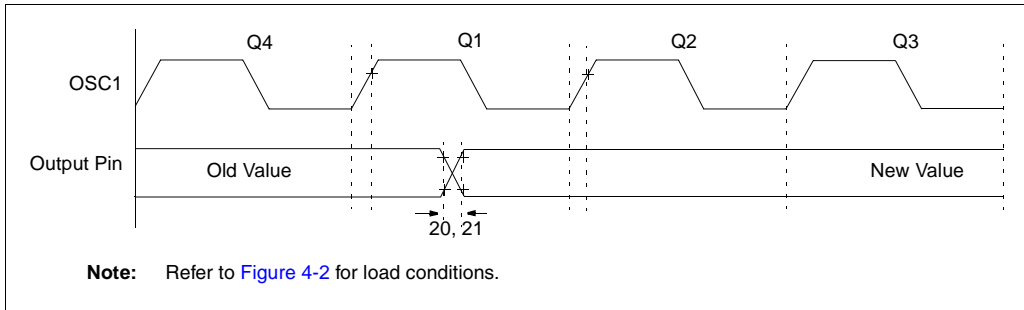 Q4 Q1 Q2 Q3
OSC1
Output Pin
Old Value
New Value
20, 21
Note: Refer to Figure 4-2 for load conditions.